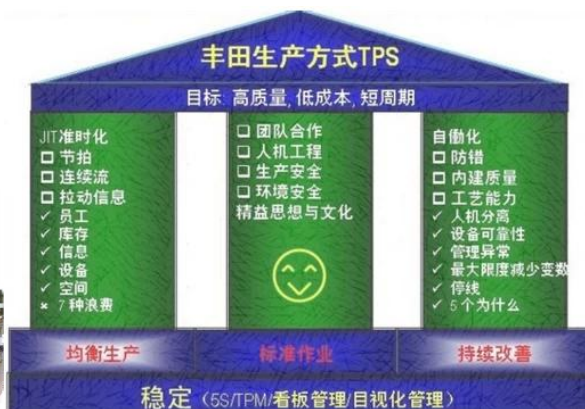 丰田生产方式TPS
目标: 高质量, 低成本, 短周期
JIT准时化
□ 节拍
□ 连续流
□ 拉动信息
✓ 员工
✓ 库存
✓ 信息
✓ 设备
✓ 空间
× 7种浪费
□ 团队合作
□ 人机工程
□ 生产安全
□ 环境安全
精益思想与文化
自働化
□ 防错
□ 内建质量
□ 工艺能力
✓ 人机分离
✓ 设备可靠性
✓ 管理异常
✓ 最大限度减少变数
✓ 停线
✓ 5个为什么
均衡生产
标准作业
持续改善
稳定（5S/TPM/看板管理/目视化管理）